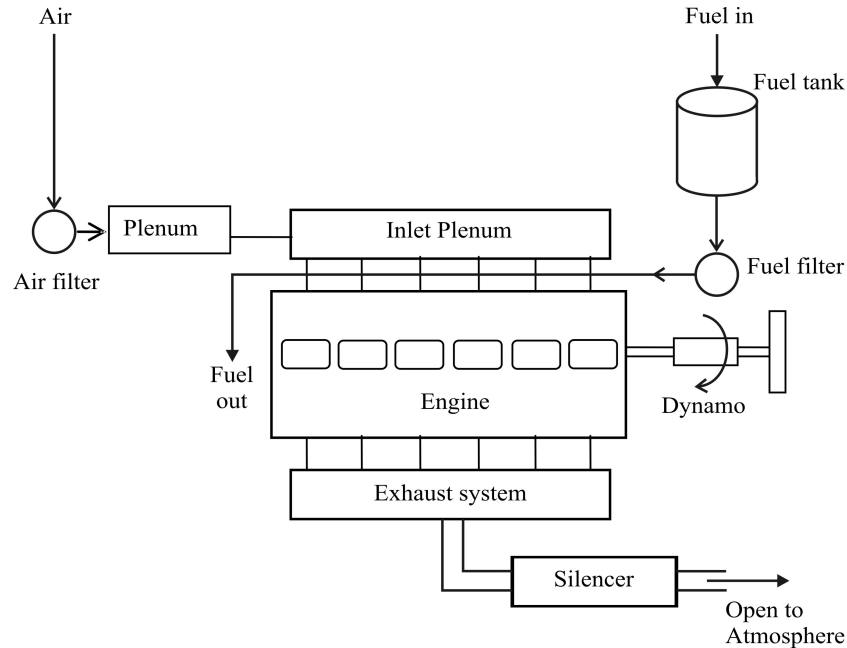 Air
Fuel in
Fuel tank
Plenum
Inlet Plenum
Air filter
Fuel filter
Fuel
out
Engine
Dynamo
Exhaust system
Silencer
Open to
Atmosphere